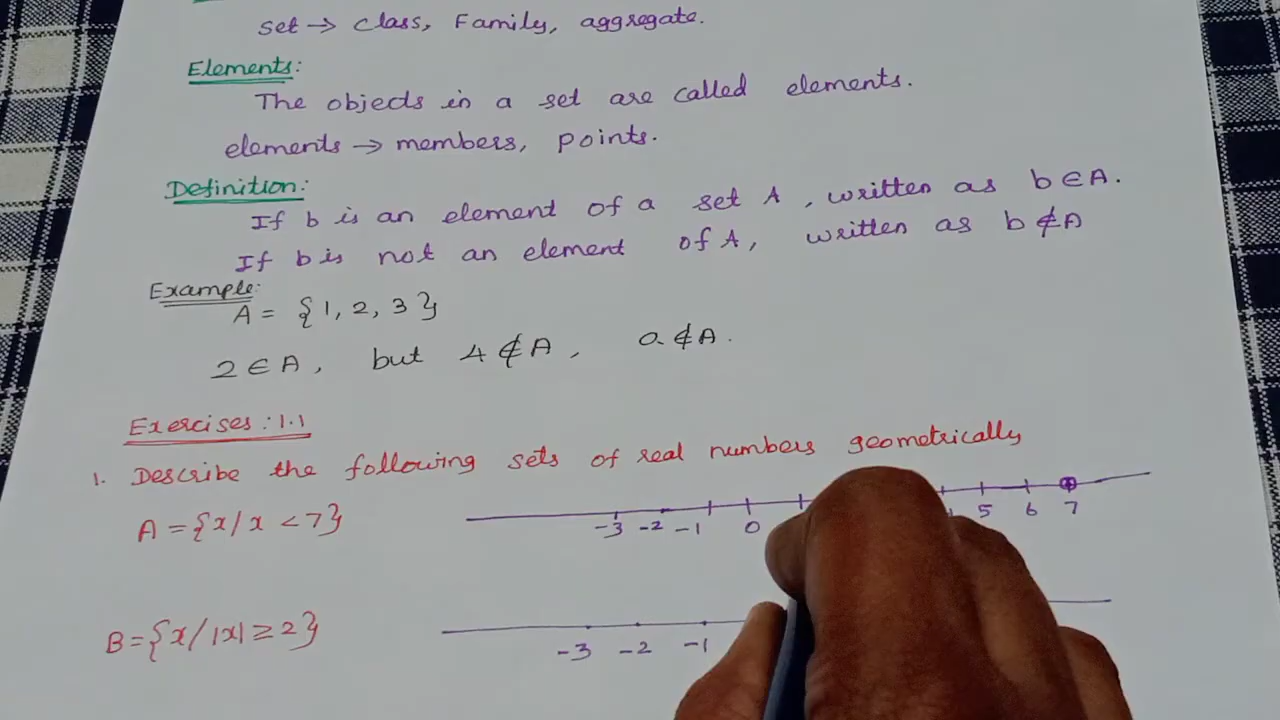 set → class, Family, aggregate.
Elements:
The objects in a set are called elements.
elements → members, points.
Definition:
If b is an element of a set A, written as b ∈ A.
If b is not an element of A, written as b ∉ A
Example:
A = {1, 2, 3}
2 ∈ A, but 4 ∉ A, a ∉ A.
Exercises: 1.1
1. Describe the following sets of real numbers geometrically
A = {x/x < 7}
-3 -2 -1 0 5 6 7
B = {x/|x| ≥ 2}
-3 -2 -1